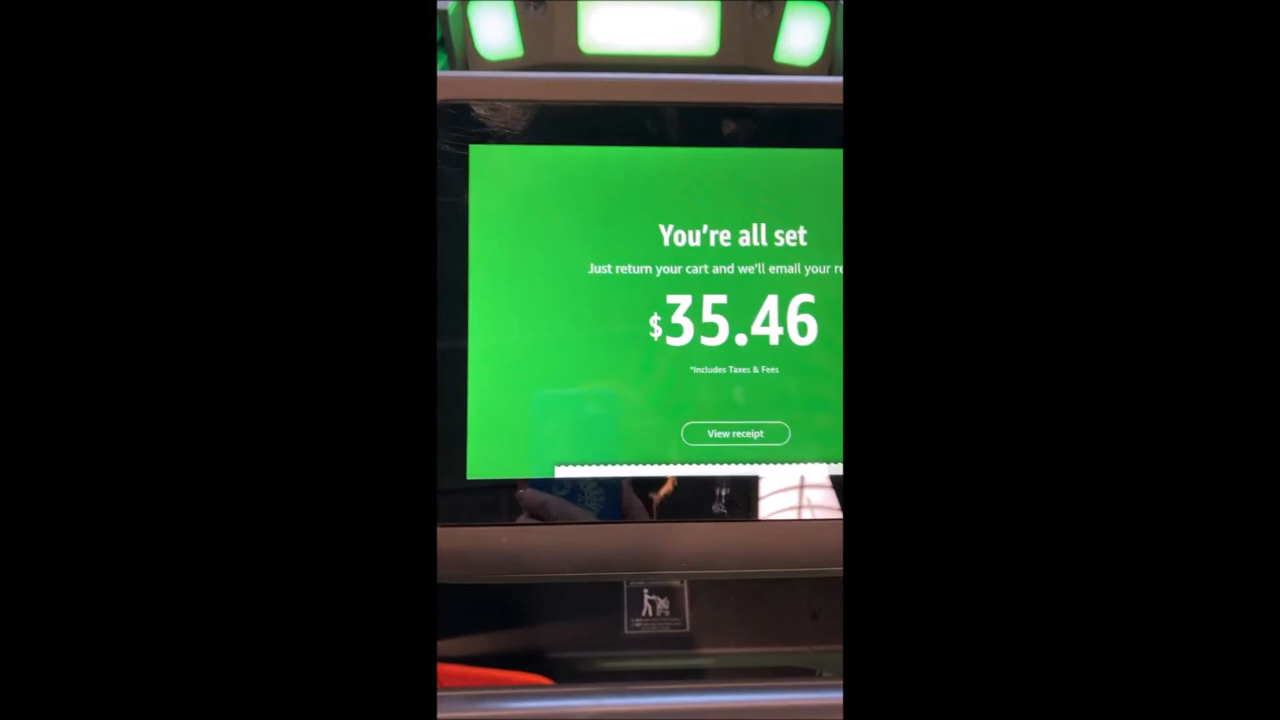 You're all set
Just return your cart and we'll email your re
$35.46
*Includes Taxes & Fees
View receipt